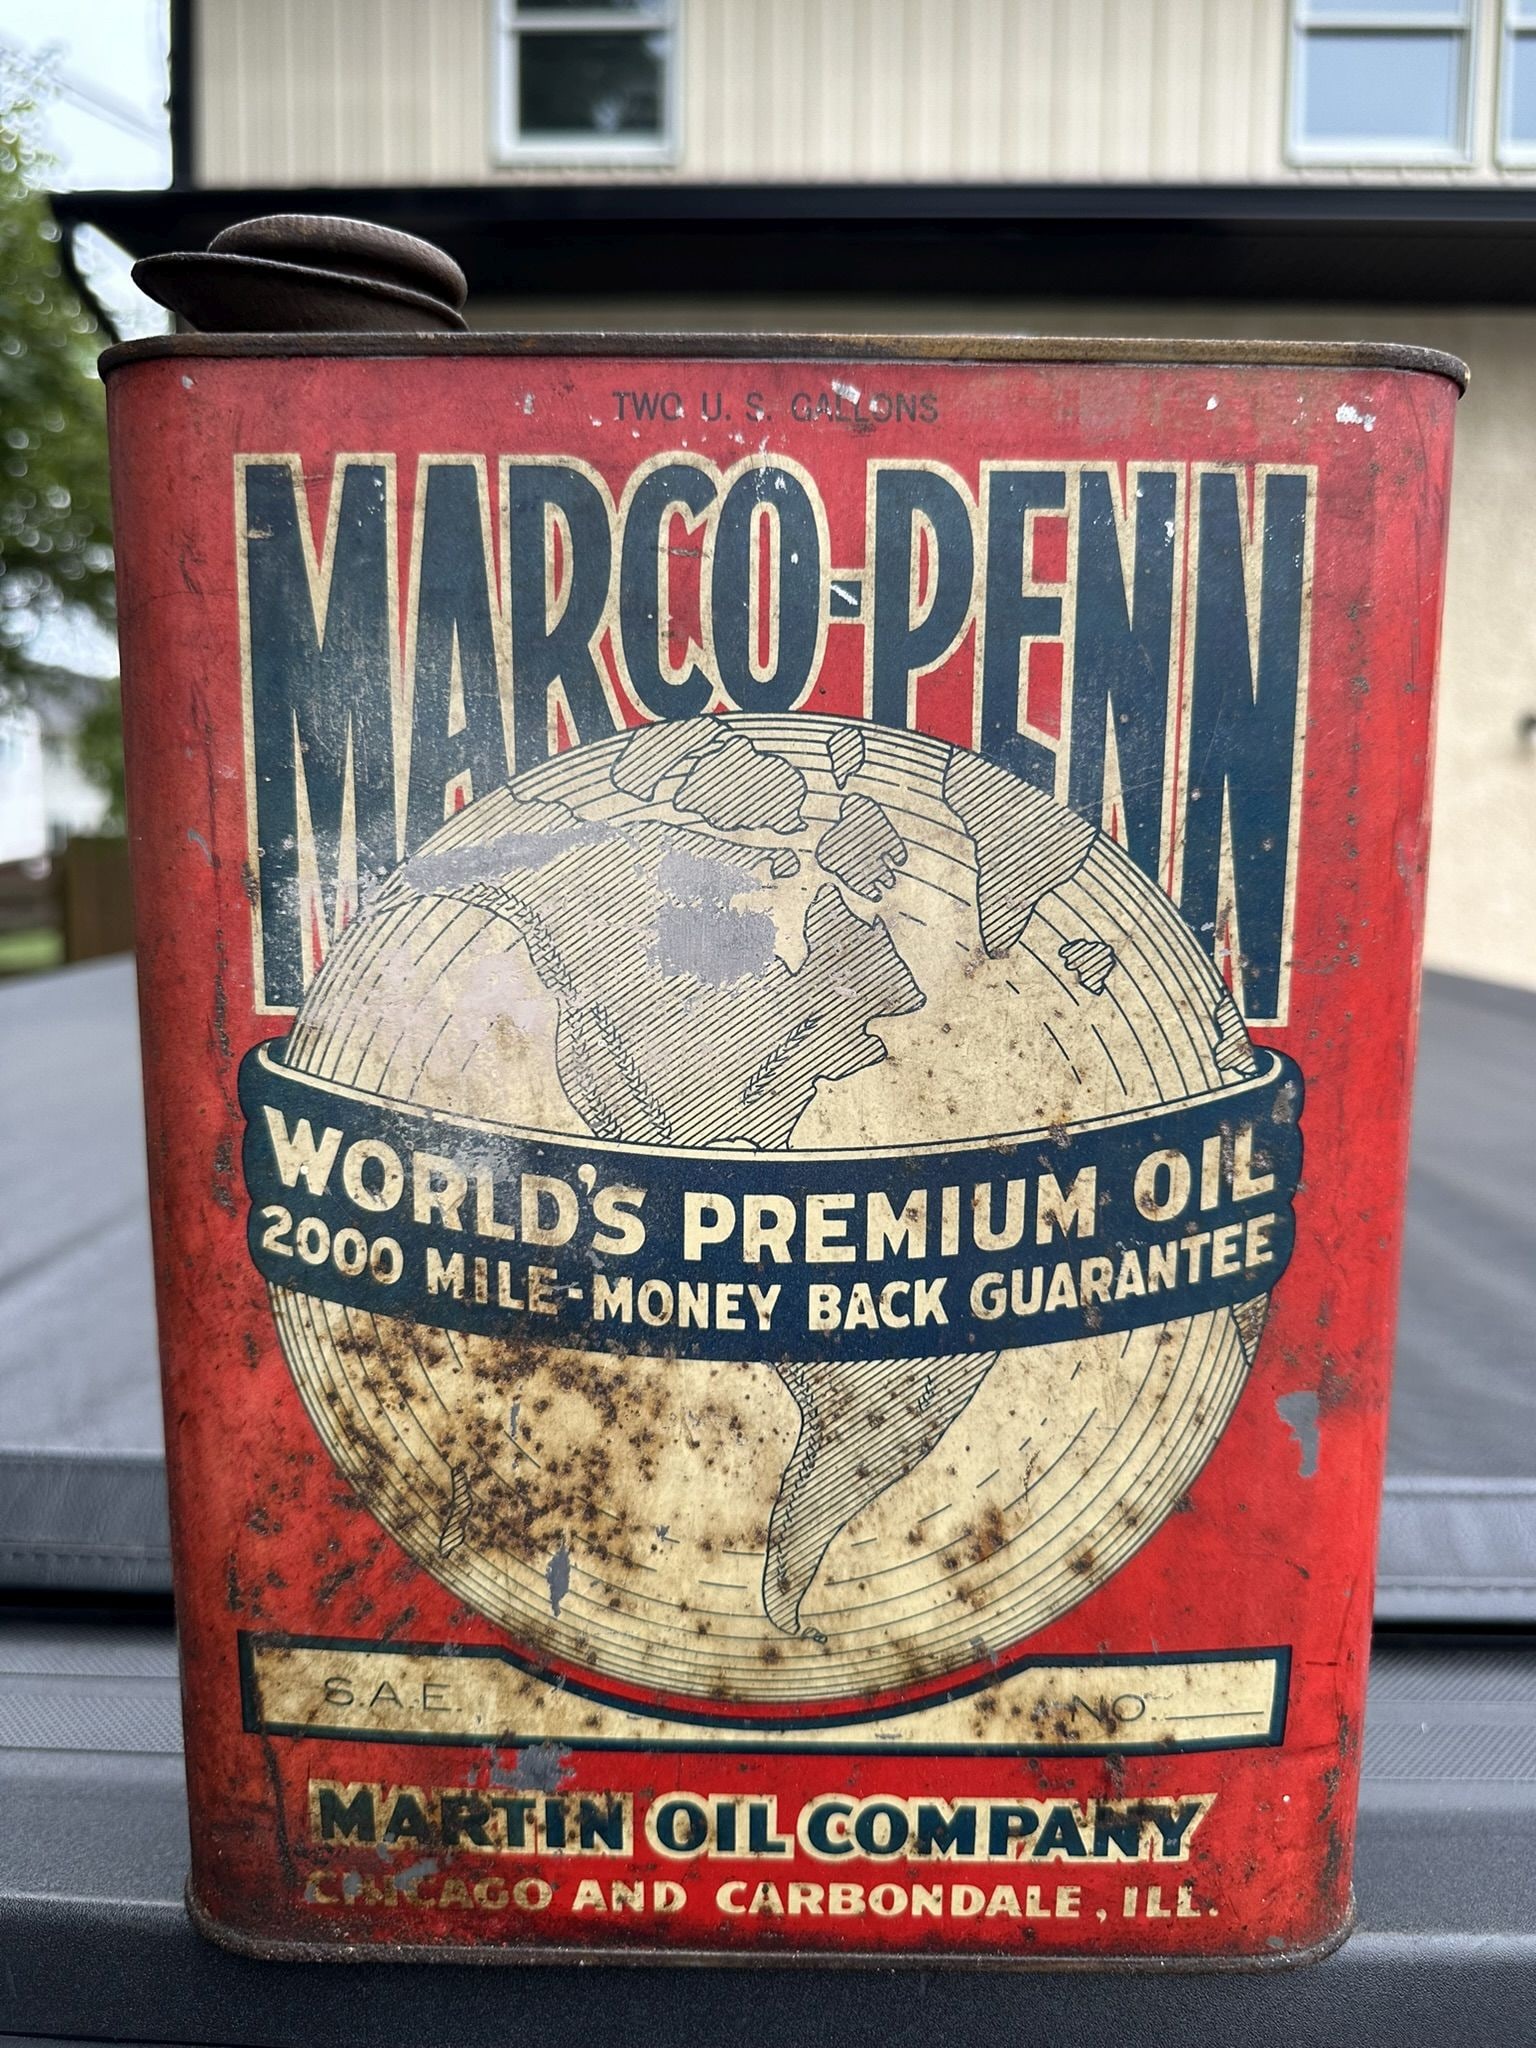 TWO U. S. GALLONS
MARCO-PENN
WORLD'S PREMIUM OIL
2000 MILE-MONEY BACK GUARANTEE
S.A.E. NO.
MARTIN OIL COMPANY
CHICAGO AND CARBONDALE, ILL.